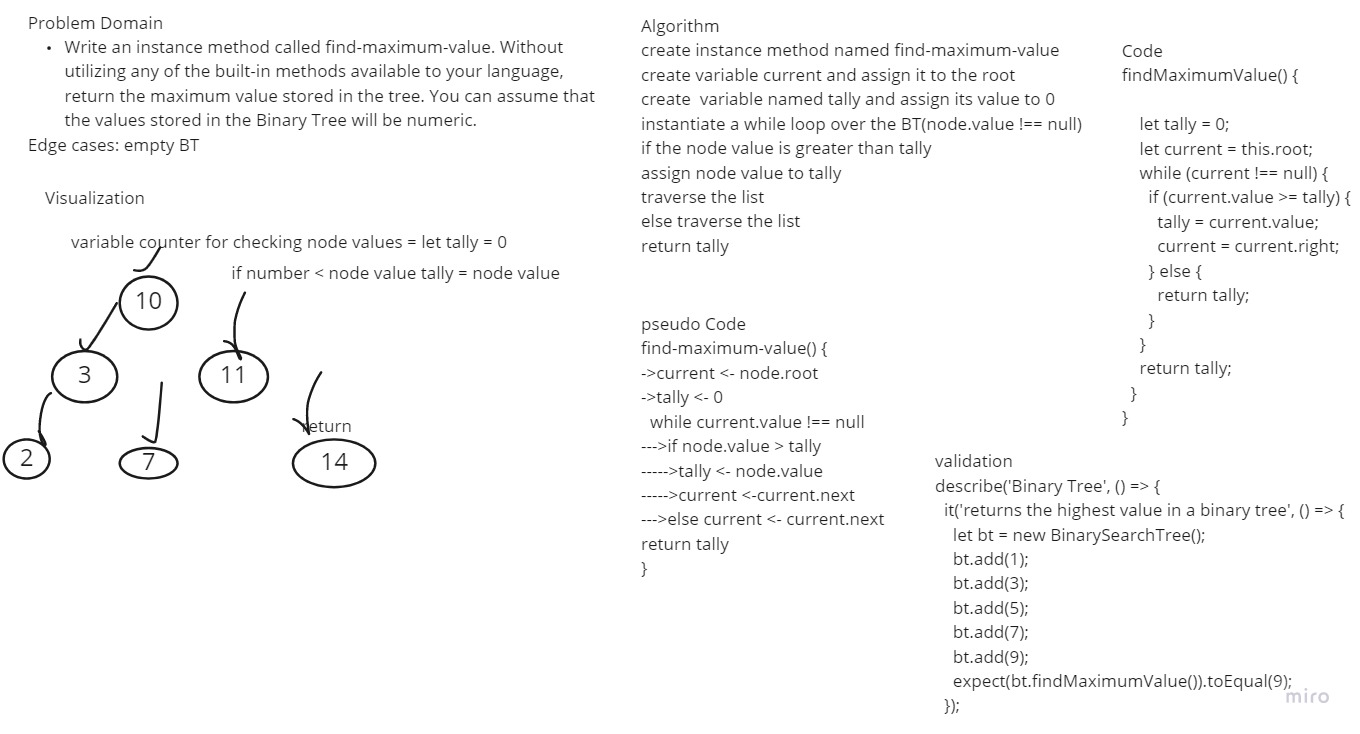 Problem Domain
• Write an instance method called find-maximum-value. Without
utilizing any of the built-in methods available to your language,
return the maximum value stored in the tree. You can assume that
the values stored in the Binary Tree will be numeric.
Edge cases: empty BT
Visualization
variable counter for checking node values = let tally = 0
if number < node value tally = node value
10
3
11
return
2
7
14
Algorithm
create instance method named find-maximum-value
create variable current and assign it to the root
create  variable named tally and assign its value to 0
instantiate a while loop over the BT(node.value !== null)
if the node value is greater than tally
assign node value to tally
traverse the list
else traverse the list
return tally
pseudo Code
find-maximum-value() {
->current <- node.root
->tally <- 0
while current.value !== null
--->if node.value > tally
----->tally <- node.value
----->current <-current.next
--->else current <- current.next
return tally
}
Code
findMaximumValue() {
let tally = 0;
let current = this.root;
while (current !== null) {
if (current.value >= tally) {
tally = current.value;
current = current.right;
} else {
return tally;
}
}
return tally;
}
}
validation
describe('Binary Tree', () => {
it('returns the highest value in a binary tree', () => {
let bt = new BinarySearchTree();
bt.add(1);
bt.add(3);
bt.add(5);
bt.add(7);
bt.add(9);
expect(bt.findMaximumValue()).toEqual(9);
});
miro